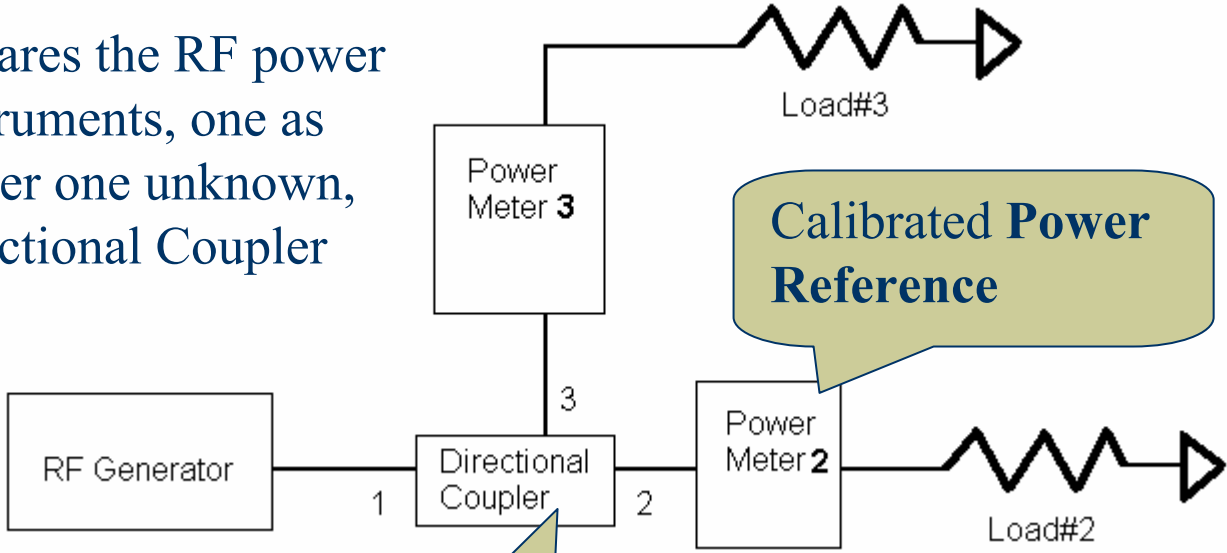 ares the RF power
ruments, one as
er one unknown,
ctional Coupler
Load#3
Power
Meter 3
Calibrated Power
Reference
3
Power
Meter 2
RF Generator
Directional
Coupler
1
2
Load#2